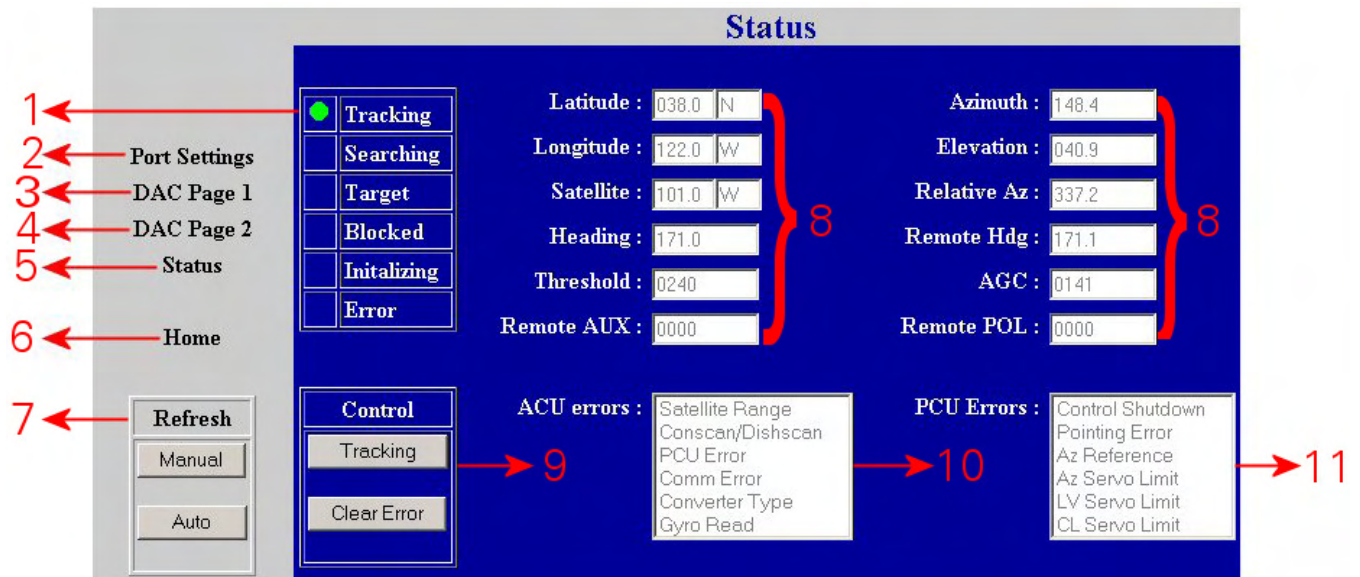 Status
1
Tracking
Searching
Target
Blocked
Initalizing
Error
2
Port Settings
3
DAC Page 1
4
DAC Page 2
5
Status
6
Home
7
Refresh
Manual
Auto
Latitude : 038.0 N
Longitude : 122.0 W
Satellite : 101.0 W
Heading : 171.0
Threshold : 0240
Remote AUX : 0000
8
Azimuth : 148.4
Elevation : 040.9
Relative Az : 337.2
Remote Hdg : 171.1
AGC : 0141
Remote POL : 0000
8
Control
Tracking
Clear Error
9
ACU errors :
Satellite Range
Conscan/Dishscan
PCU Error
Comm Error
Converter Type
Gyro Read
10
PCU Errors :
Control Shutdown
Pointing Error
Az Reference
Az Servo Limit
LV Servo Limit
CL Servo Limit
11